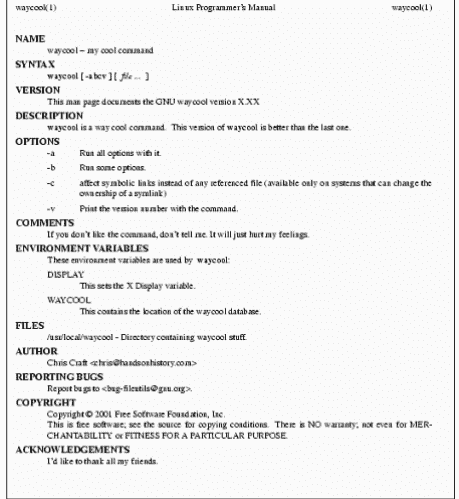 waycool(1) Linux Programmer's Manual waycool(1)
NAME
waycool – my cool command
SYNTAX
waycool [ -abcv ] [ file ... ]
VERSION
This man page documents the GNU waycool version X.XX
DESCRIPTION
waycool is a way cool command. This version of waycool is better than the last one.
OPTIONS
-a Run all options with it.
-b Run some options.
-c affect symbolic links instead of any referenced file (available only on systems that can change the
ownership of a symlink)
-v Print the version number with the command.
COMMENTS
If you don't like the command, don't tell me. It will just hurt my feelings.
ENVIRONMENT VARIABLES
These environment variables are used by waycool:
DISPLAY
This sets the X Display variable.
WAYCOOL
This contains the location of the waycool database.
FILES
/usr/local/waycool - Directory containing waycool stuff.
AUTHOR
Chris Craft <chris@handsonhistory.com>
REPORTING BUGS
Report bugs to <bug-fileutils@gnu.org>.
COPYRIGHT
Copyright © 2001 Free Software Foundation, Inc.
This is free software; see the source for copying conditions. There is NO warranty; not even for MER-
CHANTABILITY or FITNESS FOR A PARTICULAR PURPOSE.
ACKNOWLEDGEMENTS
I'd like to thank all my friends.